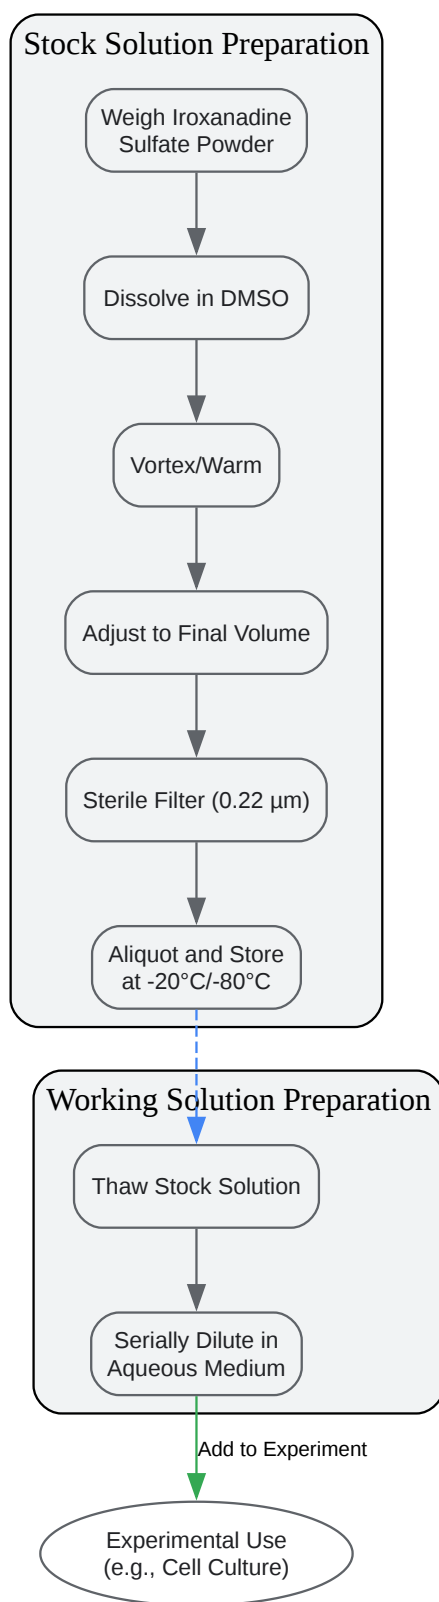 Stock Solution Preparation
Weigh Iroxanadine
Sulfate Powder
Dissolve in DMSO
Vortex/Warm
Adjust to Final Volume
Sterile Filter (0.22 µm)
Aliquot and Store
at -20°C/-80°C
Working Solution Preparation
Thaw Stock Solution
Serially Dilute in
Aqueous Medium
Add to Experiment
Experimental Use
(e.g., Cell Culture)